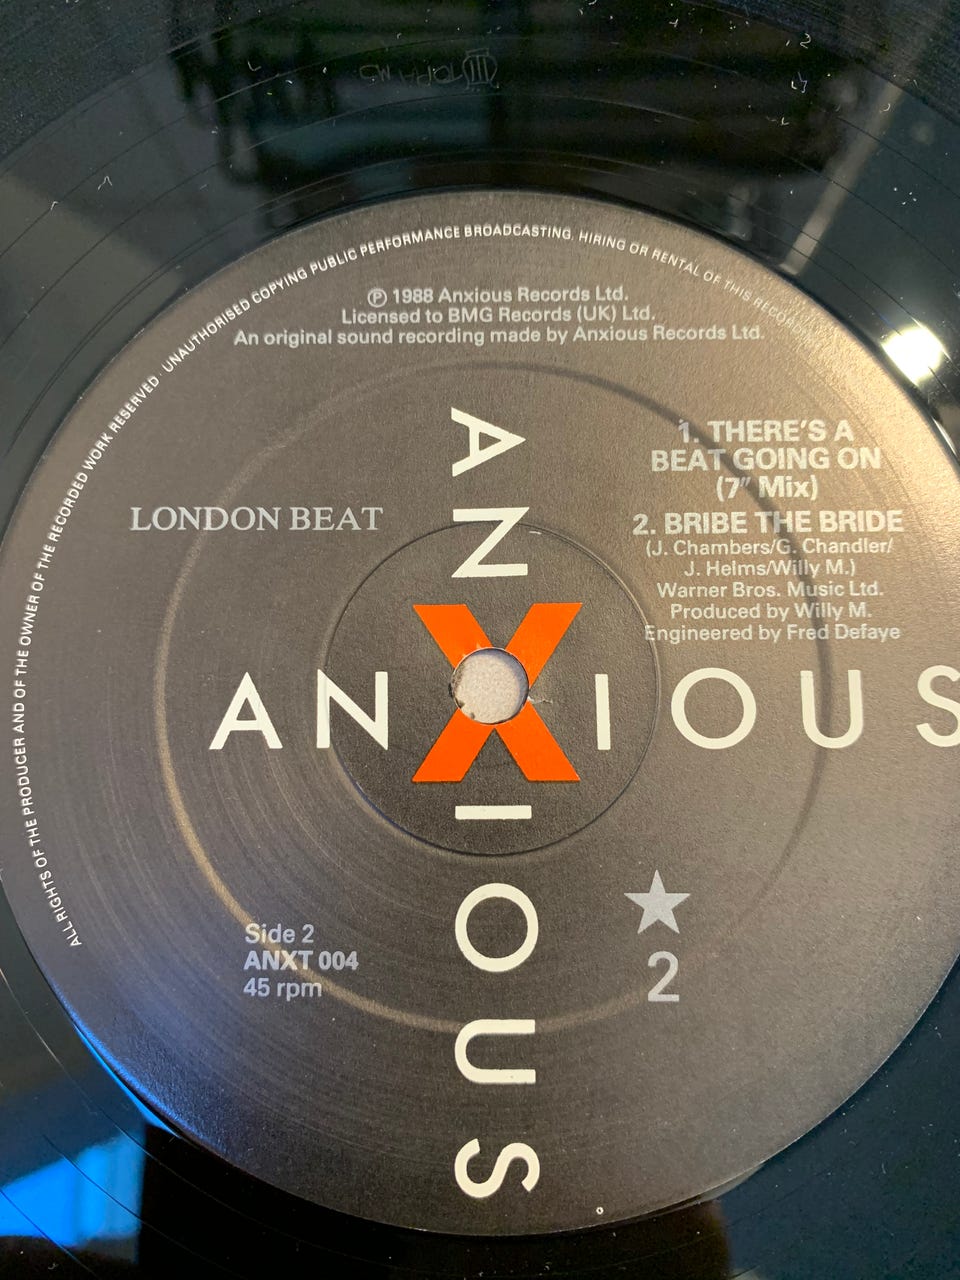 ALL RIGHTS OF THE PRODUCER AND OF THE OWNER OF THE RECORDED WORK RESERVED · UNAUTHORISED COPYING PUBLIC PERFORMANCE BROADCASTING, HIRING OR RENTAL OF THIS RECORDING
℗ 1988 Anxious Records Ltd.
Licensed to BMG Records (UK) Ltd.
An original sound recording made by Anxious Records Ltd.
LONDON BEAT
1. THERE'S A
BEAT GOING ON
(7" Mix)
2. BRIBE THE BRIDE
(J. Chambers/G. Chandler/
J. Helms/Willy M.)
Warner Bros. Music Ltd.
Produced by Willy M.
Engineered by Fred Defaye
ANXIOUS
ANXIOUS
Side 2
ANXT 004
45 rpm
★
2